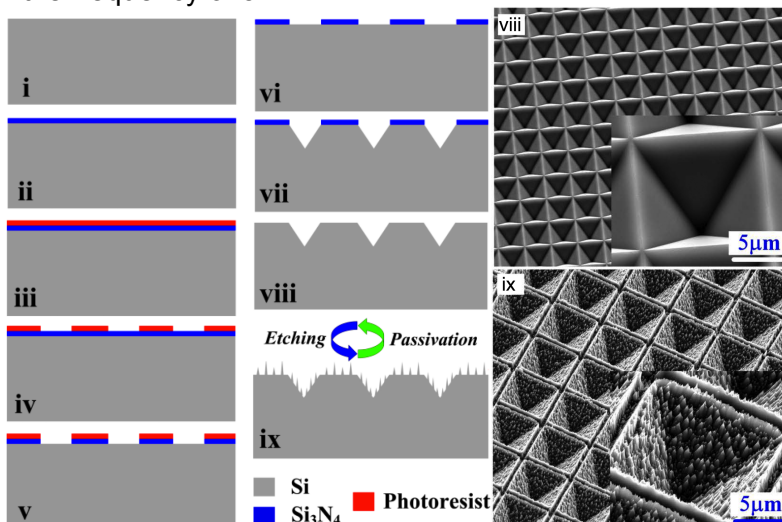 i
ii
iii
iv
v
vi
vii
viii
Etching Passivation
ix
Si
Si₃N₄
Photoresist
viii
5μm
ix
5μm